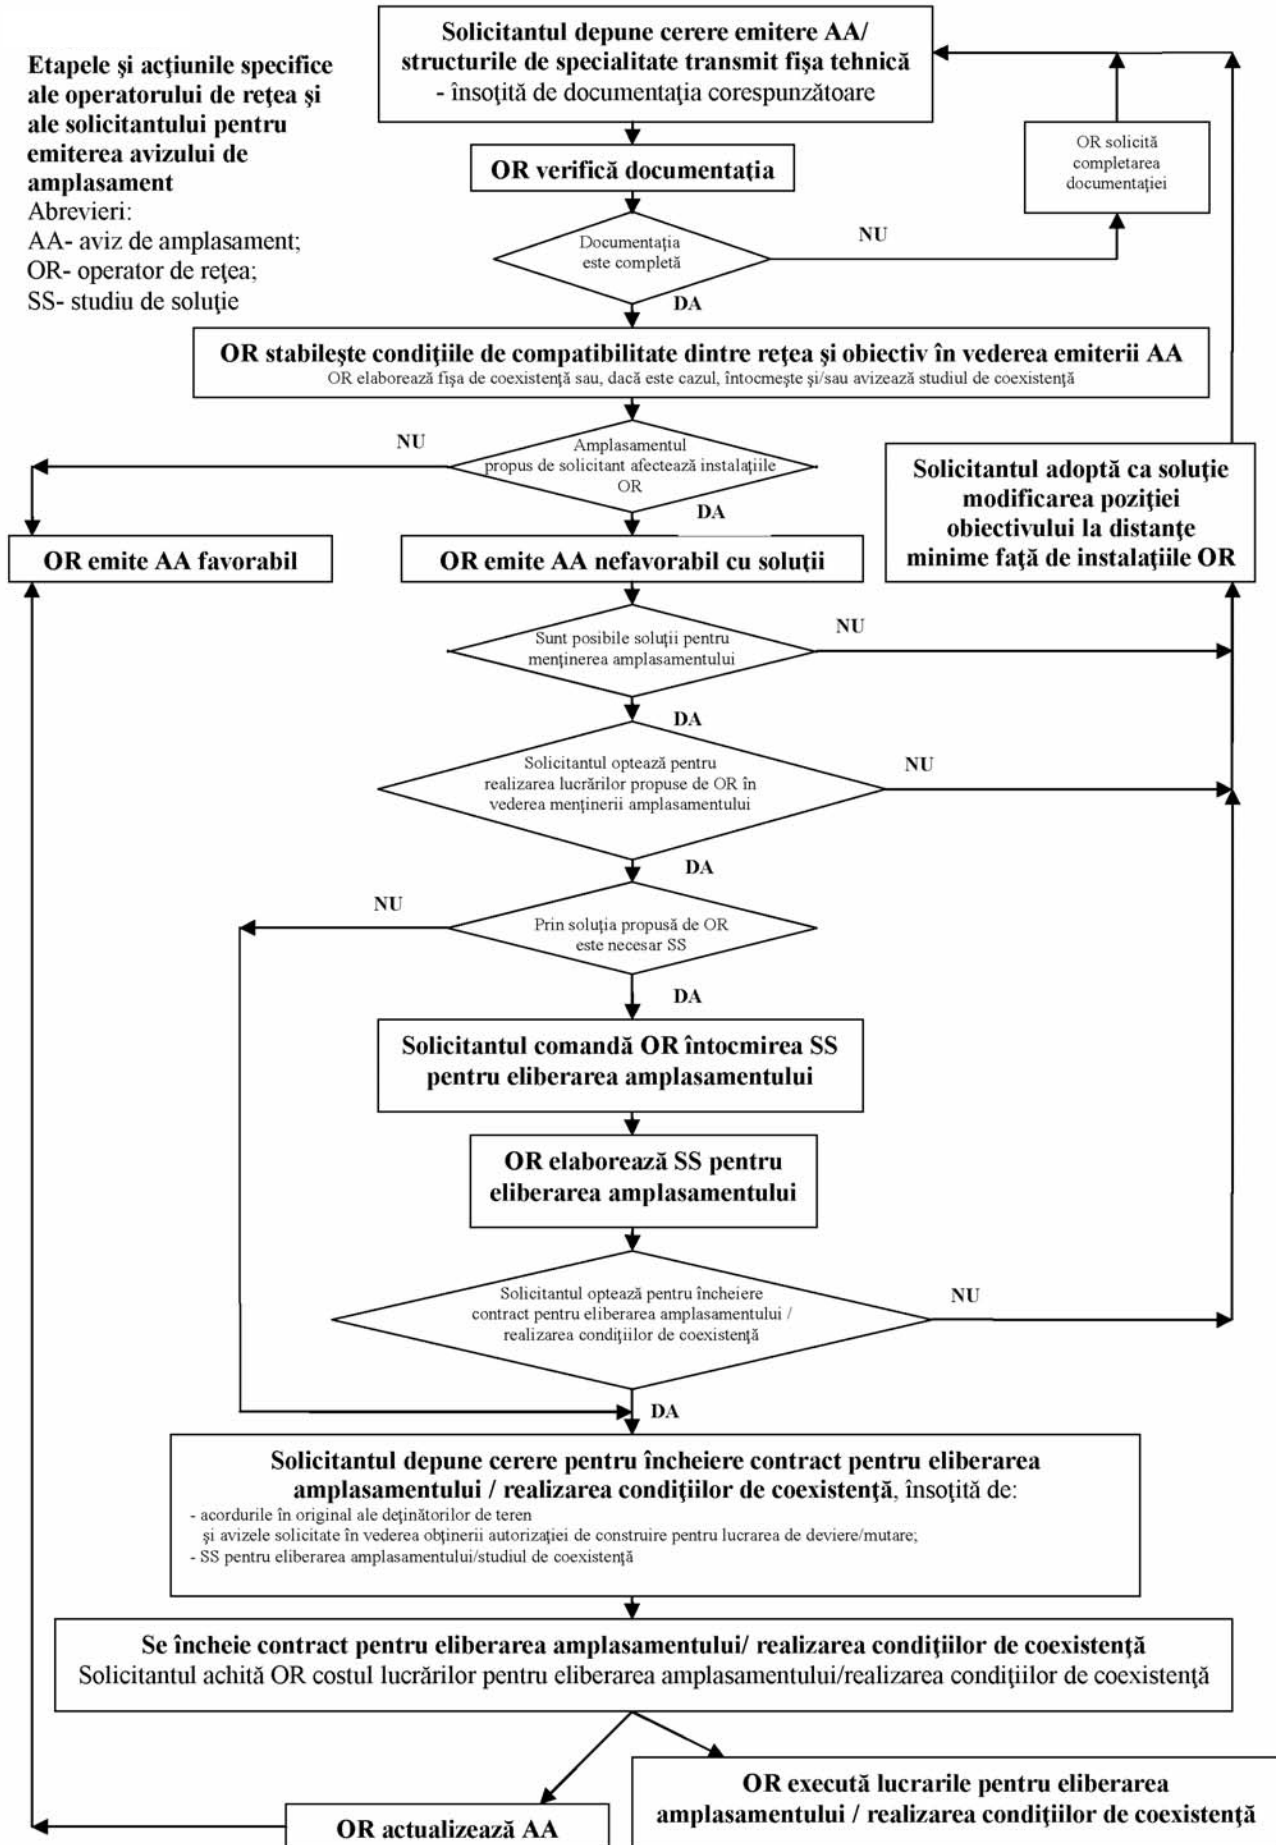 Etapele şi acţiunile specifice
ale operatorului de reţea şi
ale solicitantului pentru
emiterea avizului de
amplasament
Abrevieri:
AA- aviz de amplasament;
OR- operator de reţea;
SS- studiu de soluţie
Solicitantul depune cerere emitere AA/
structurile de specialitate transmit fişa tehnică
- însoţită de documentaţia corespunzătoare
OR verifică documentaţia
OR solicită
completarea
documentaţiei
Documentaţia
este completă
NU
DA
OR stabileşte condiţiile de compatibilitate dintre reţea şi obiectiv în vederea emiterii AA
OR elaborează fişa de coexistenţă sau, dacă este cazul, întocmeşte şi/sau avizează studiul de coexistenţă
NU
Amplasamentul
propus de solicitant afectează instalaţiile
OR
DA
Solicitantul adoptă ca soluţie
modificarea poziţiei
obiectivului la distanţe
minime faţă de instalaţiile OR
OR emite AA favorabil
OR emite AA nefavorabil cu soluţii
Sunt posibile soluţii pentru
menţinerea amplasamentului
NU
DA
Solicitantul optează pentru
realizarea lucrărilor propuse de OR în
vederea menţinerii amplasamentului
NU
DA
NU
Prin soluţia propusă de OR
este necesar SS
DA
Solicitantul comandă OR întocmirea SS
pentru eliberarea amplasamentului
OR elaborează SS pentru
eliberarea amplasamentului
Solicitantul optează pentru încheiere
contract pentru eliberarea amplasamentului /
realizarea condiţiilor de coexistenţă
NU
DA
Solicitantul depune cerere pentru încheiere contract pentru eliberarea
amplasamentului / realizarea condiţiilor de coexistenţă, însoţită de:
- acordurile în original ale deţinătorilor de teren
şi avizele solicitate în vederea obţinerii autorizaţiei de construire pentru lucrarea de deviere/mutare;
- SS pentru eliberarea amplasamentului/studiul de coexistenţă
Se încheie contract pentru eliberarea amplasamentului/ realizarea condiţiilor de coexistenţă
Solicitantul achită OR costul lucrărilor pentru eliberarea amplasamentului/realizarea condiţiilor de coexistenţă
OR execută lucrarile pentru eliberarea
amplasamentului / realizarea condiţiilor de coexistenţă
OR actualizează AA